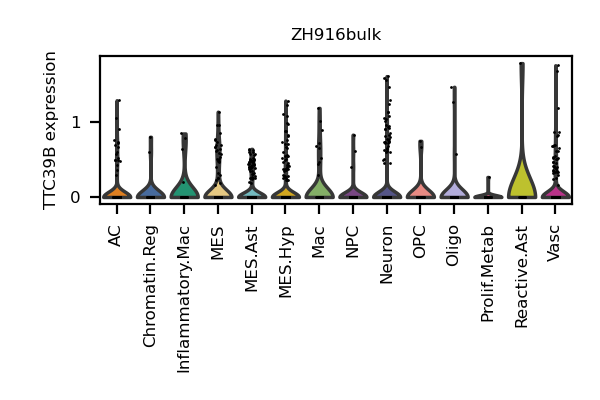 ZH916bulk
TTC39B expression
1
0
AC
Chromatin.Reg
Inflammatory.Mac
MES
MES.Ast
MES.Hyp
Mac
NPC
Neuron
OPC
Oligo
Prolif.Metab
Reactive.Ast
Vasc